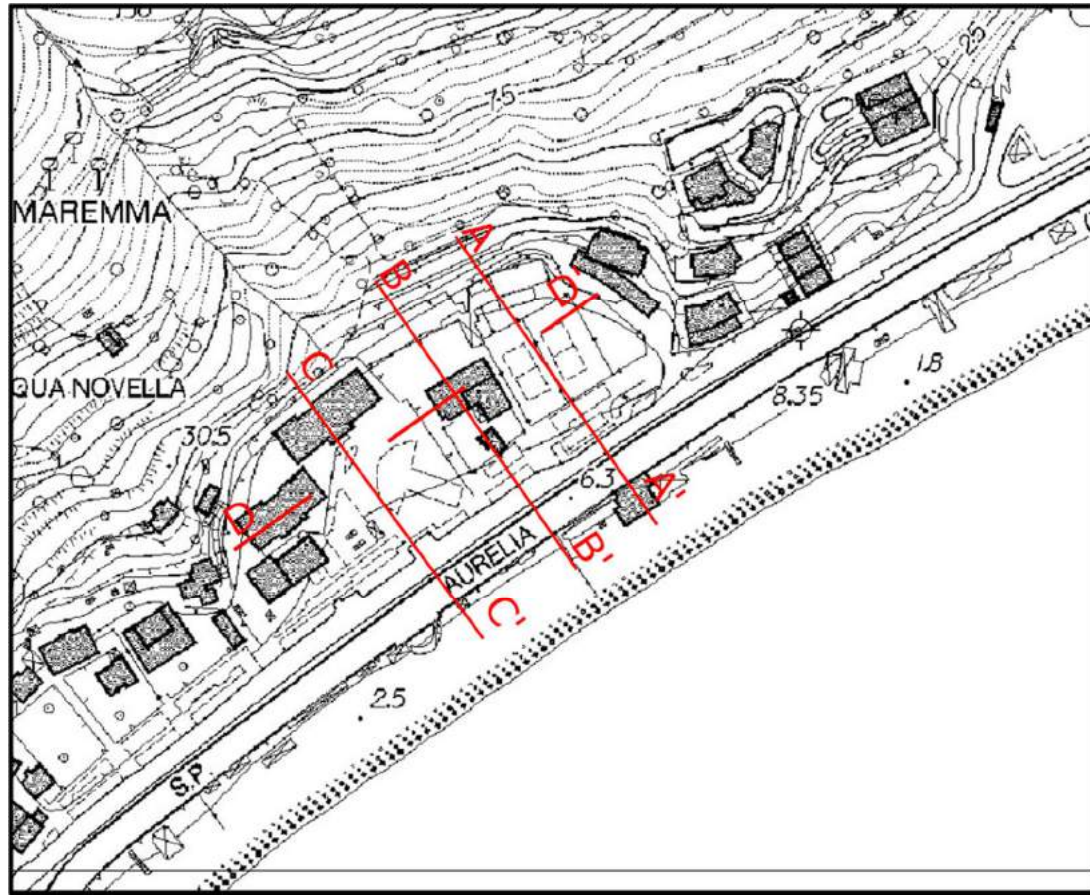 25
7.5
MAREMMA
A
B
D'
C
QUA NOVELLA
1.8
8.35
30.5
6.3
A'
D
B'
AURELIA
C'
2.5
S.P